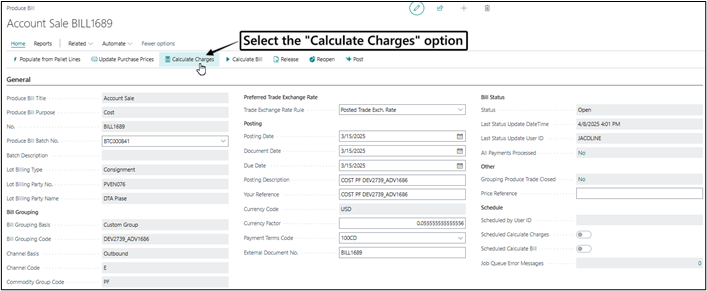 Produce Bill
Account Sale BILL1689
Home Reports Related Automate Fewer options
Select the "Calculate Charges" option
Populate from Pallet Lines Update Purchase Prices Calculate Charges Calculate Bill Release Reopen Post
General
Produce Bill Title Account Sale
Produce Bill Purpose Cost
No. BILL1689
Produce Bill Batch No. BTC000841
Batch Description
Lot Billing Type Consignment
Lot Billing Party No. PVEN076
Lot Billing Party Name DTA Plase
Bill Grouping
Bill Grouping Basis Custom Group
Bill Grouping Code DEV2739_ADV1686
Channel Basis Outbound
Channel Code E
Commodity Group Code PF
Preferred Trade Exchange Rate
Trade Exchange Rate Rule Posted Trade Exch. Rate
Posting
Posting Date 3/15/2025
Document Date 3/15/2025
Due Date 3/15/2025
Posting Description COST PF DEV2739_ADV1686
Your Reference COST PF DEV2739_ADV1686
Currency Code USD
Currency Factor 0.055555555555556
Payment Terms Code 100CD
External Document No. BILL1689
Bill Status
Status Open
Last Status Update DateTime 4/8/2025 4:01 PM
Last Status Update User ID JACOLINE
All Payments Processed No
Other
Grouping Produce Trade Closed No
Price Reference
Schedule
Scheduled by User ID
Scheduled Calculate Charges
Scheduled Calculate Bill
Job Queue Error Messages 0